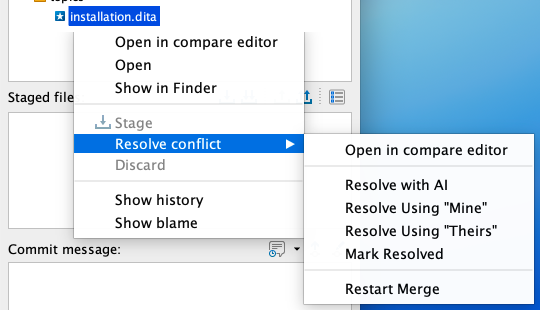 installation.dita
Open in compare editor
Open
Show in Finder
Staged file
Stage
Resolve conflict
Discard
Show history
Show blame
Commit message:
Open in compare editor
Resolve with AI
Resolve Using "Mine"
Resolve Using "Theirs"
Mark Resolved
Restart Merge